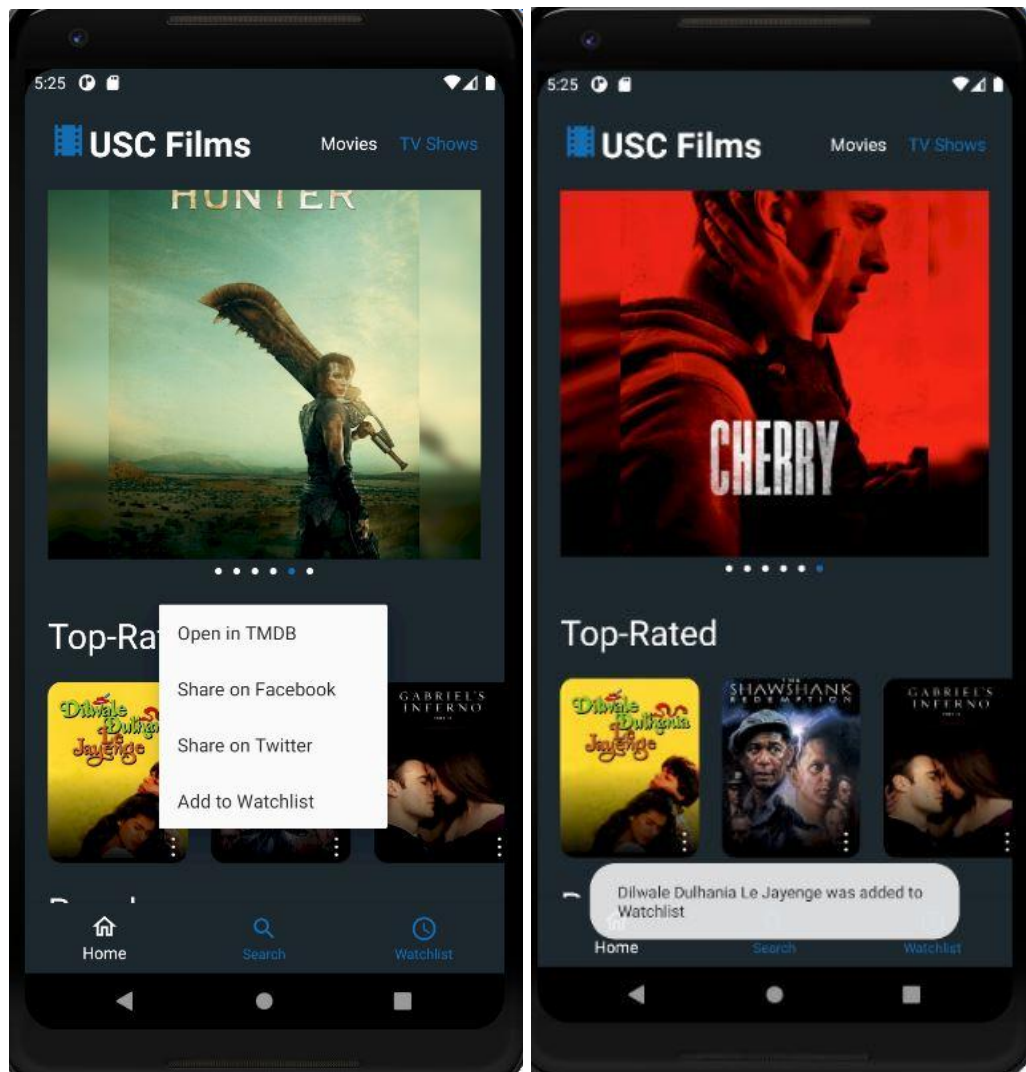 5:25
USC Films
Movies
TV Shows
HUNTER
Top-Ra
Open in TMDB
Share on Facebook
Share on Twitter
Add to Watchlist
Dilwale
Dulhania
Le
Jayenge
GABRIEL'S
INFERNO
Home
Search
Watchlist
5:25
USC Films
Movies
TV Shows
CHERRY
Top-Rated
Dilwale
Dulhania
Le
Jayenge
THE
SHAWSHANK
REDEMPTION
GABRIEL'S
INFERNO
Dilwale Dulhania Le Jayenge was added to
Watchlist
Home
Search
Watchlist